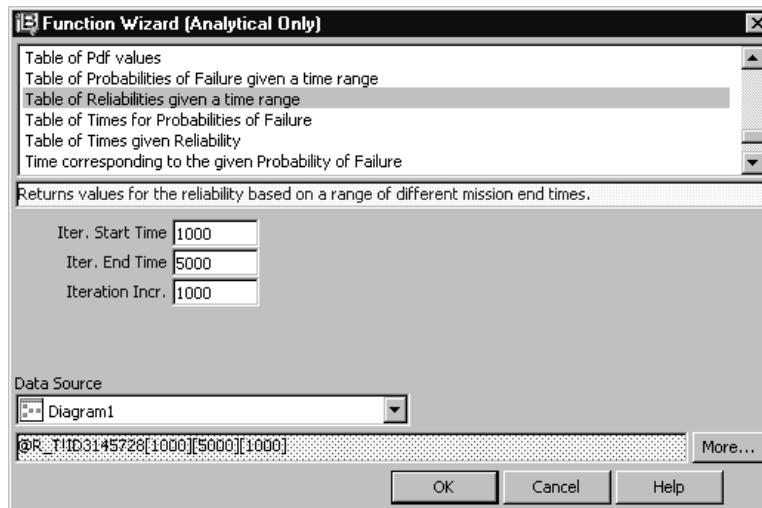 Function Wizard (Analytical Only)
Table of Pdf values
Table of Probabilities of Failure given a time range
Table of Reliabilities given a time range
Table of Times for Probabilities of Failure
Table of Times given Reliability
Time corresponding to the given Probability of Failure
Returns values for the reliability based on a range of different mission end times.
Iter. Start Time 1000
Iter. End Time 5000
Iteration Incr. 1000
Data Source
Diagram1
@R_T!ID3145728[1000][5000][1000] More...
OK Cancel Help